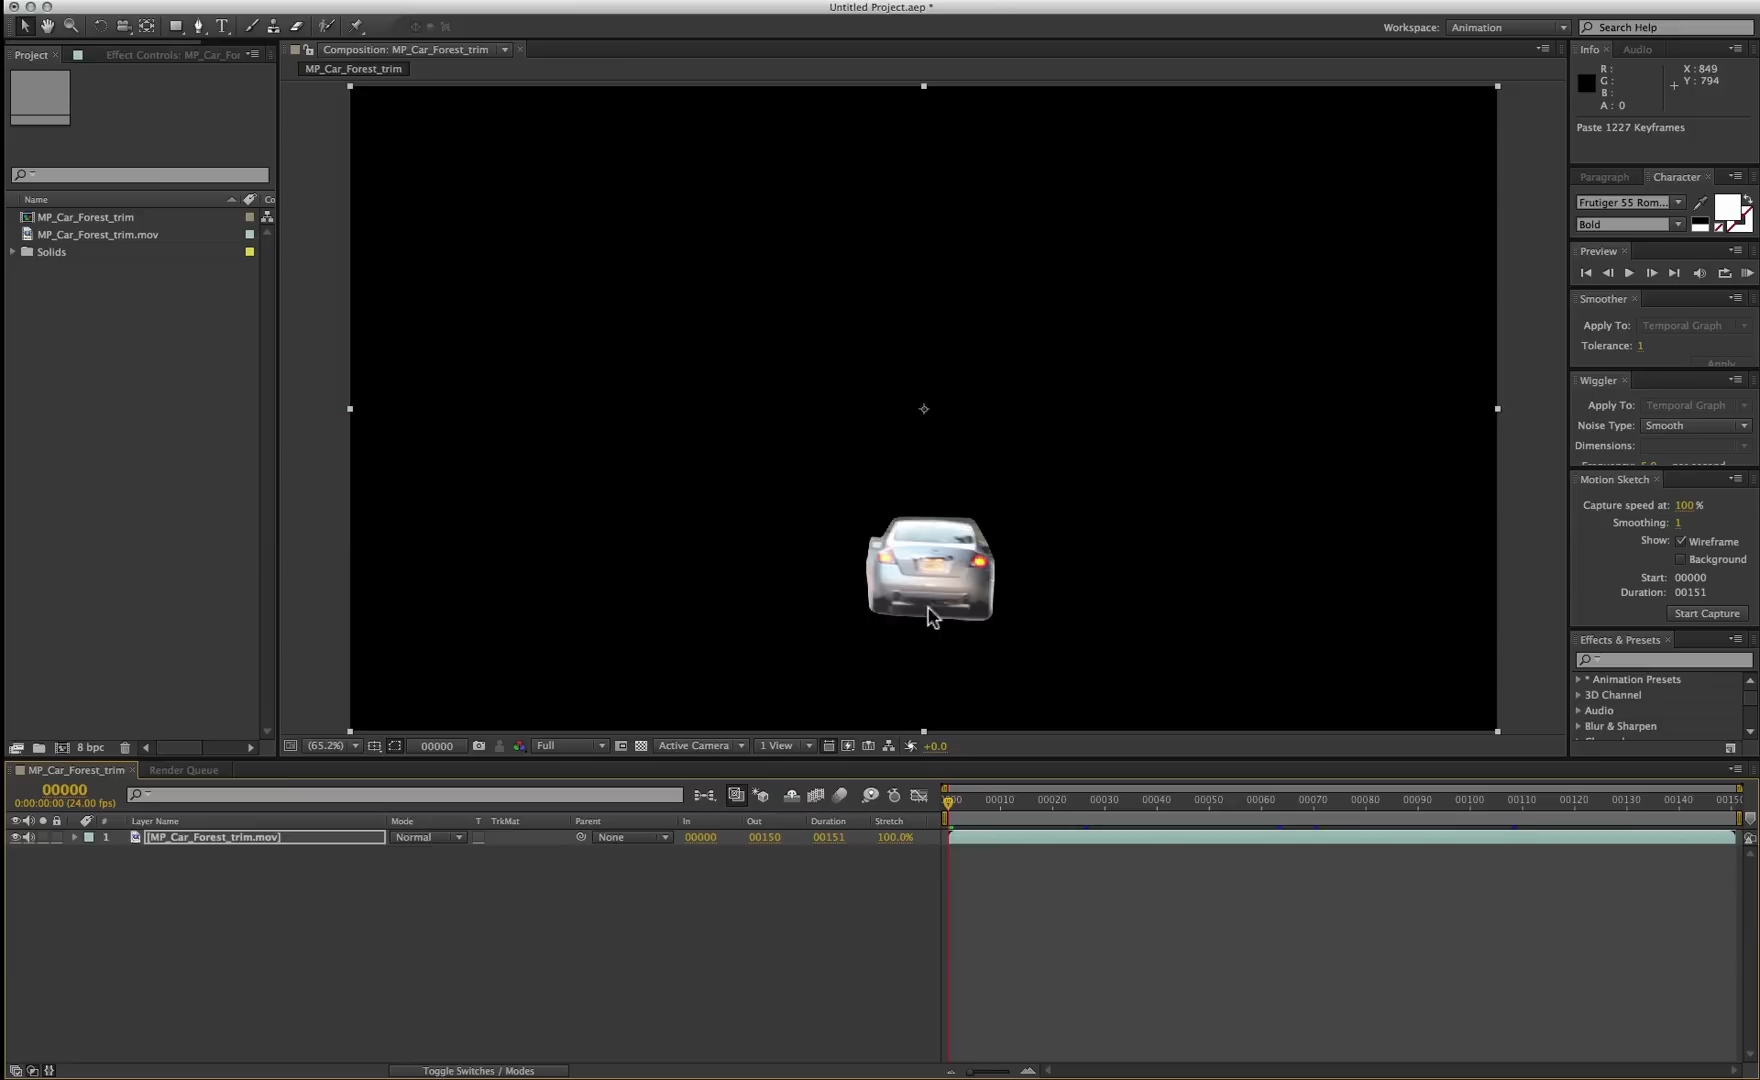 Untitled Project.aep *
Workspace: Animation
Search Help
Project
Effect Controls: MP_Car_For
Composition: MP_Car_Forest_trim
MP_Car_Forest_trim
Info
Audio
R :
G :
B :
A : 0
X : 849
Y : 794
Paste 1227 Keyframes
Name
Co
MP_Car_Forest_trim
MP_Car_Forest_trim.mov
Solids
Paragraph
Character
Frutiger 55 Rom...
Bold
Preview
Smoother
Apply To: Temporal Graph
Tolerance: 1
Apply
Wiggler
Apply To: Temporal Graph
Noise Type: Smooth
Dimensions:
Motion Sketch
Capture speed at: 100 %
Smoothing: 1
Show: Wireframe
Background
Start: 00000
Duration: 00151
Start Capture
Effects & Presets
* Animation Presets
3D Channel
Audio
Blur & Sharpen
8 bpc
(65.2%)
00000
Full
Active Camera
1 View
+0.0
MP_Car_Forest_trim
Render Queue
00000
0:00:00:00 (24.00 fps)
00010 00020 00030 00040 00050 00060 00070 00080 00090 00100 00110 00120 00130 00140
# Layer Name Mode T TrkMat Parent In Out Duration Stretch
1 [MP_Car_Forest_trim.mov] Normal None 00000 00150 00151 100.0%
Toggle Switches / Modes